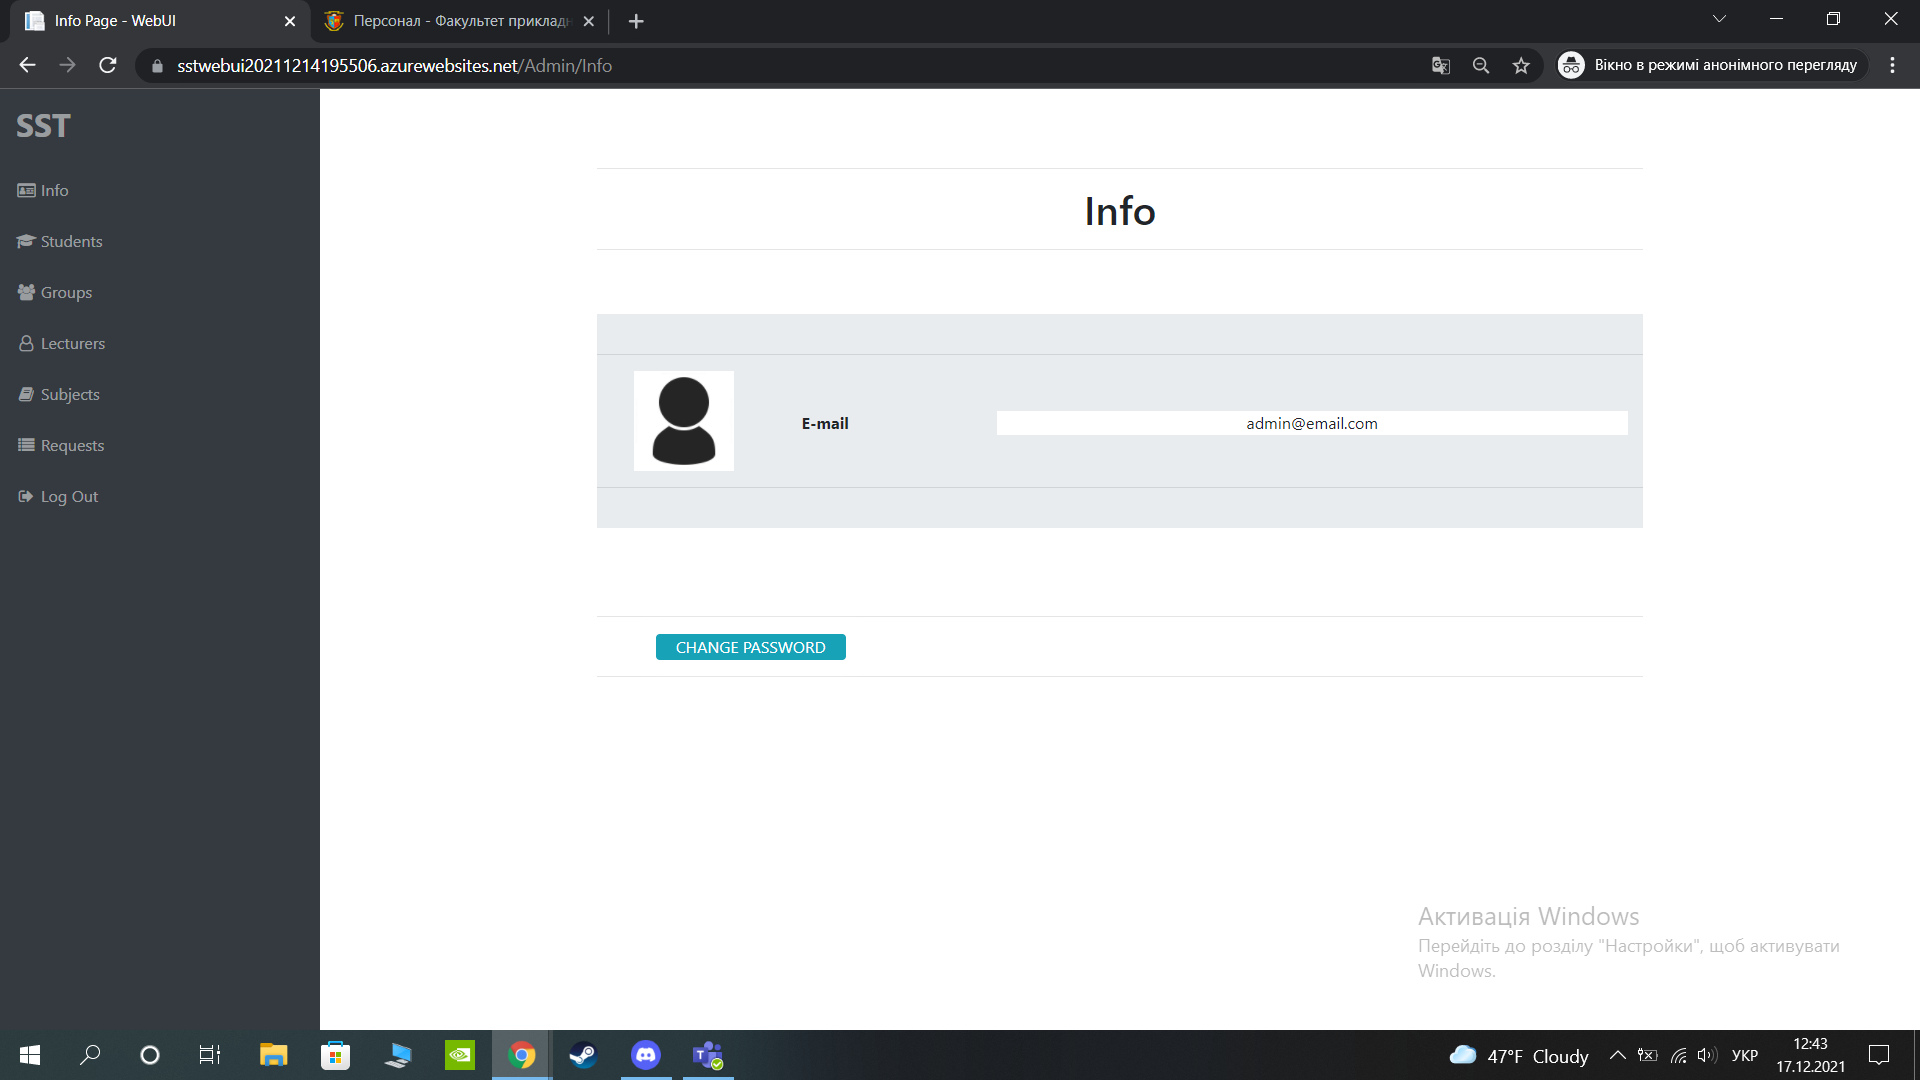 Info Page - WebUI
Персонал - Факультет приклад
sstwebui20211214195506.azurewebsites.net/Admin/Info
Вікно в режимі анонімного перегляду
SST
Info
Students
Groups
Lecturers
Subjects
Requests
Log Out
Info
E-mail
admin@email.com
CHANGE PASSWORD
Активація Windows
Перейдіть до розділу "Настройки", щоб активувати
Windows.
47°F Cloudy
УКР
12:43
17.12.2021